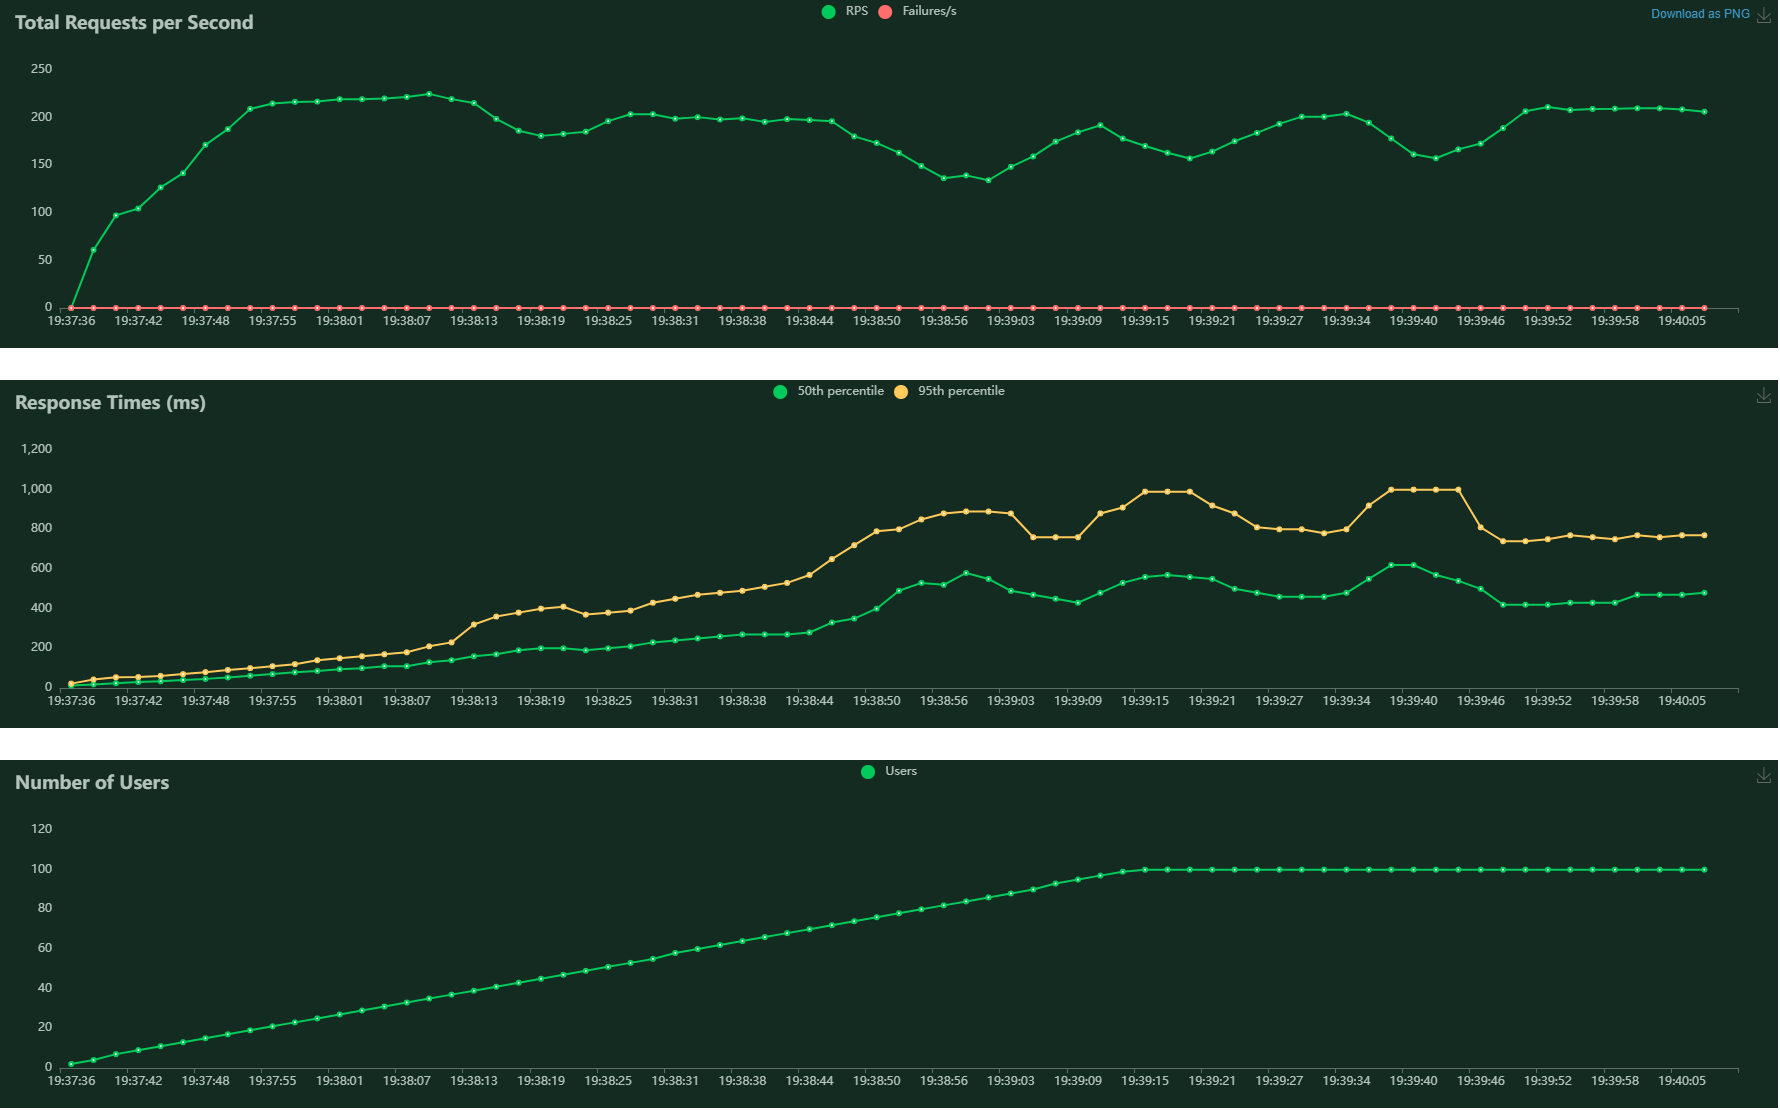 Total Requests per Second
RPS Failures/s
Download as PNG
250
200
150
100
50
0
19:37:36 19:37:42 19:37:48 19:37:55 19:38:01 19:38:07 19:38:13 19:38:19 19:38:25 19:38:31 19:38:38 19:38:44 19:38:50 19:38:56 19:39:03 19:39:09 19:39:15 19:39:21 19:39:27 19:39:34 19:39:40 19:39:46 19:39:52 19:39:58 19:40:05
Response Times (ms)
50th percentile 95th percentile
1,200
1,000
800
600
400
200
0
19:37:36 19:37:42 19:37:48 19:37:55 19:38:01 19:38:07 19:38:13 19:38:19 19:38:25 19:38:31 19:38:38 19:38:44 19:38:50 19:38:56 19:39:03 19:39:09 19:39:15 19:39:21 19:39:27 19:39:34 19:39:40 19:39:46 19:39:52 19:39:58 19:40:05
Number of Users
Users
120
100
80
60
40
20
0
19:37:36 19:37:42 19:37:48 19:37:55 19:38:01 19:38:07 19:38:13 19:38:19 19:38:25 19:38:31 19:38:38 19:38:44 19:38:50 19:38:56 19:39:03 19:39:09 19:39:15 19:39:21 19:39:27 19:39:34 19:39:40 19:39:46 19:39:52 19:39:58 19:40:05